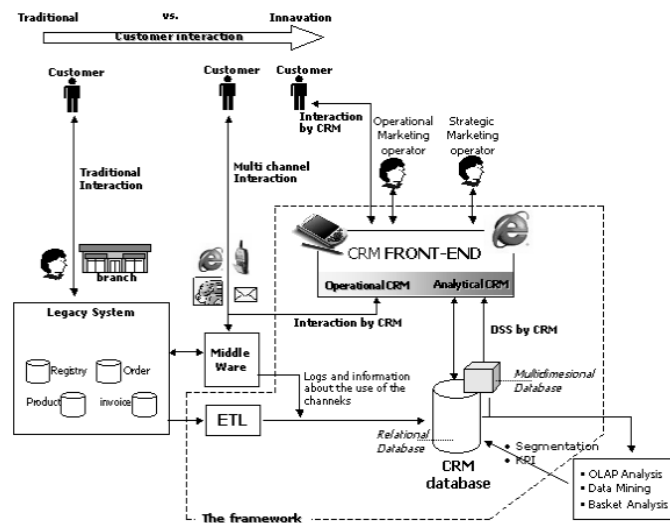 Traditional vs. Innavation
Customer interaction
Customer
Customer
Customer
Interaction
by CRM
Operational
Marketing
operator
Strategic
Marketing
operator
Traditional
Interaction
Multi channel
Interaction
branch
CRM FRONT-END
Operational CRM
Analytical CRM
Legacy System
Registry
Order
Product
invoice
Middle
Ware
Interaction by CRM
DSS by CRM
Logs and information
about the use of the
channeks
Multidimesional
Database
ETL
Relational
Database
CRM
database
• Segmentation
• KPI
▪ OLAP Analysis
▪ Data Mining
▪ Basket Analysis
The framework